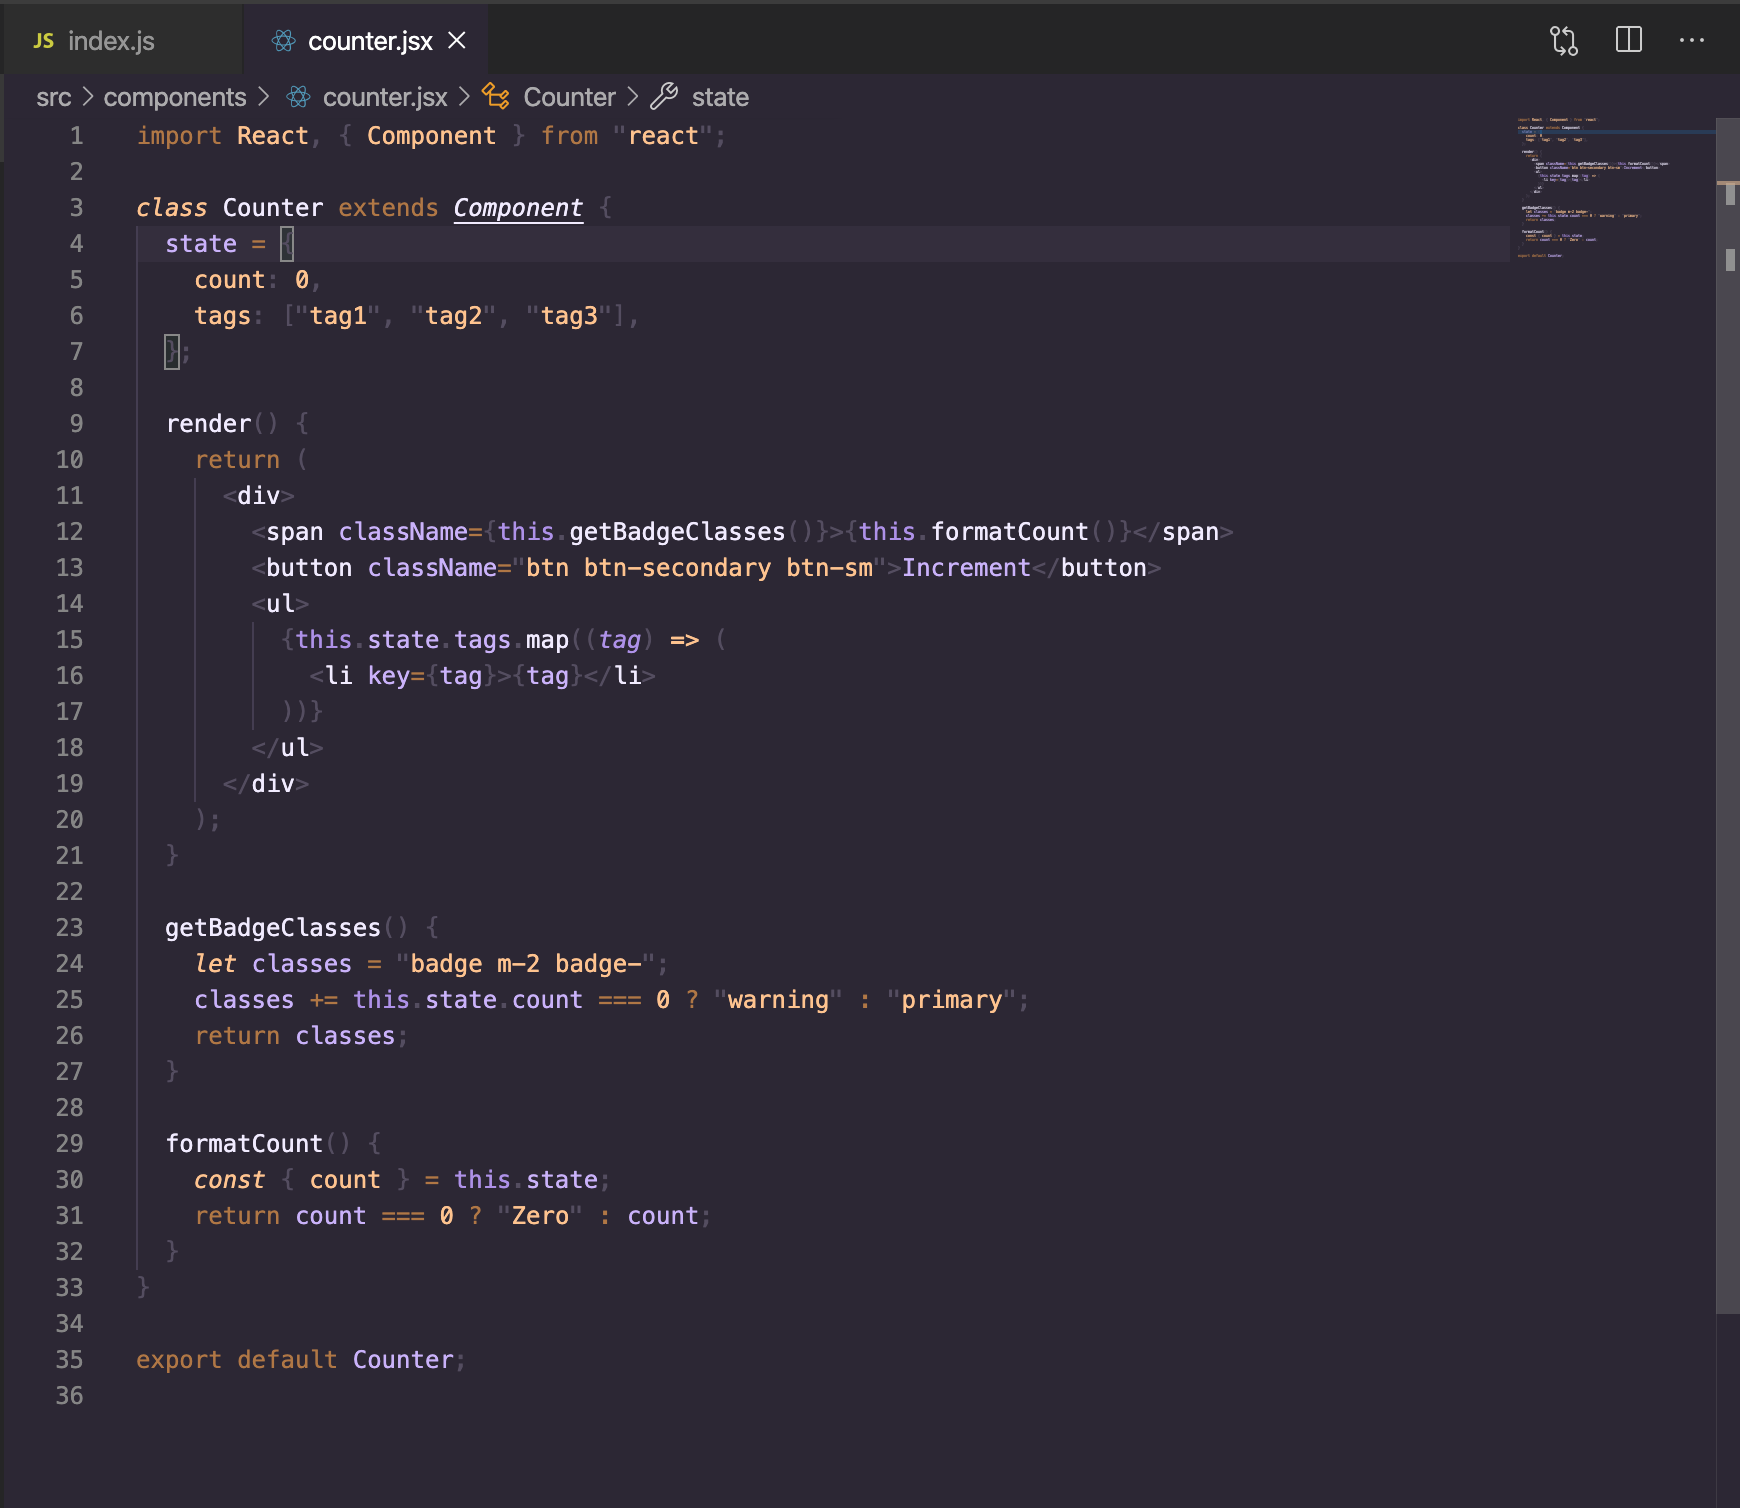 JS index.js counter.jsx
src > components > counter.jsx > Counter > state
1 import React, { Component } from "react";
2
3 class Counter extends Component {
4   state = {
5     count: 0,
6     tags: ["tag1", "tag2", "tag3"],
7   };
8
9   render() {
10     return (
11       <div>
12         <span className={this.getBadgeClasses()}>{this.formatCount()}</span>
13         <button className="btn btn-secondary btn-sm">Increment</button>
14         <ul>
15           {this.state.tags.map((tag) => (
16             <li key={tag}>{tag}</li>
17           ))}
18         </ul>
19       </div>
20     );
21   }
22
23   getBadgeClasses() {
24     let classes = "badge m-2 badge-";
25     classes += this.state.count === 0 ? "warning" : "primary";
26     return classes;
27   }
28
29   formatCount() {
30     const { count } = this.state;
31     return count === 0 ? "Zero" : count;
32   }
33 }
34
35 export default Counter;
36